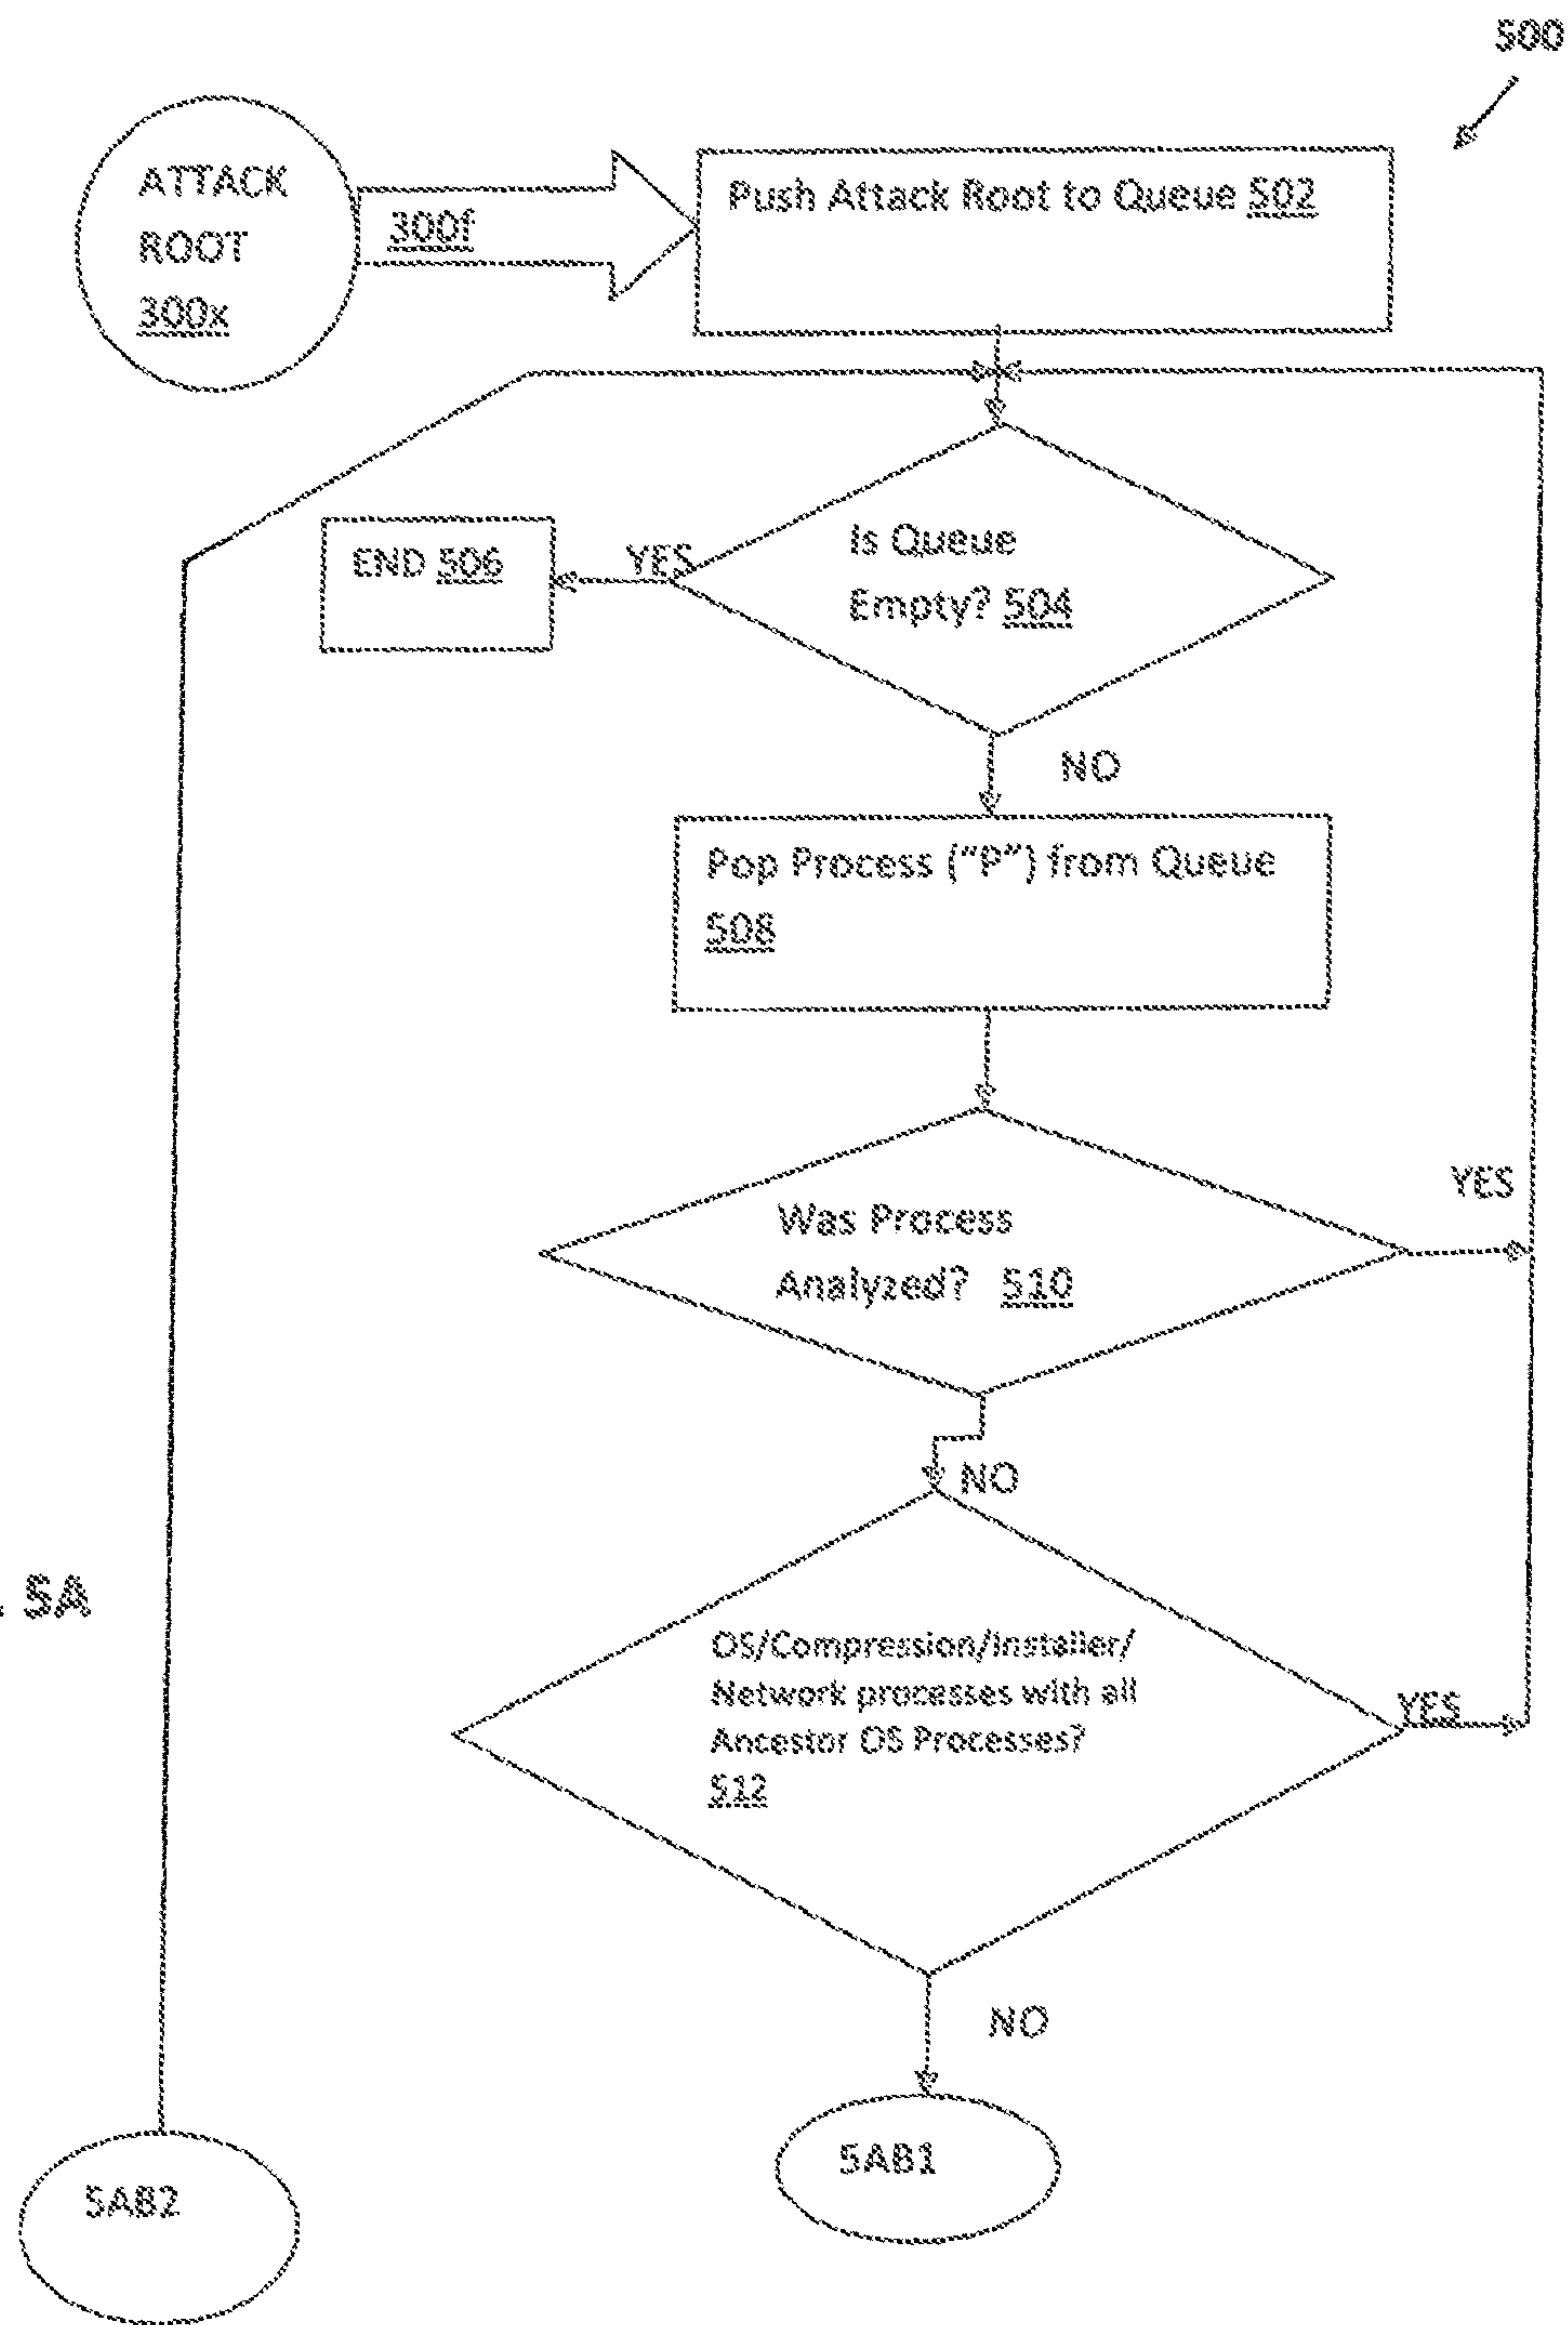 500
ATTACK
ROOT
300x
300f
Push Attack Root to Queue 502
Is Queue
Empty? 504
YES
END 506
NO
Pop Process ("P") from Queue
508
Was Process
Analyzed? 510
YES
NO
. 5A
OS/Compression/Installer/
Network processes with all
Ancestor OS Processes?
512
YES
NO
5AB1
5AB2